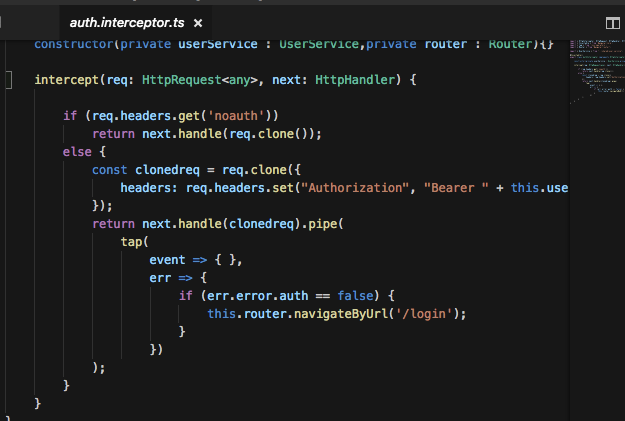 auth.interceptor.ts ×
constructor(private userService : UserService,private router : Router){}
intercept(req: HttpRequest<any>, next: HttpHandler) {
if (req.headers.get('noauth'))
return next.handle(req.clone());
else {
const clonedreq = req.clone({
headers: req.headers.set("Authorization", "Bearer " + this.use
});
return next.handle(clonedreq).pipe(
tap(
event => { },
err => {
if (err.error.auth == false) {
this.router.navigateByUrl('/login');
}
})
);
}
}
}